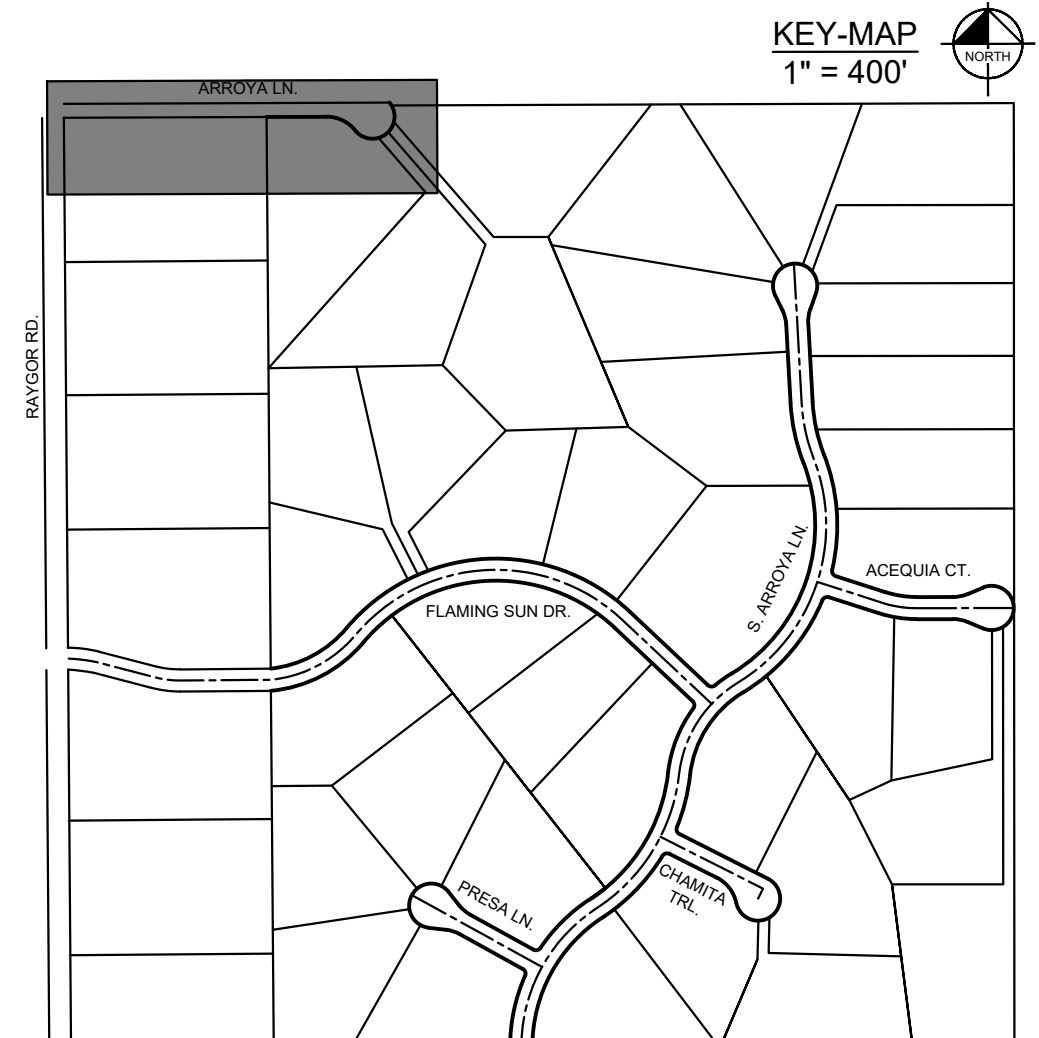 KEY-MAP
1" = 400'
NORTH
ARROYA LN.
RAYGOR RD.
S. ARROYA LN.
ACEQUIA CT.
FLAMING SUN DR.
CHAMITA
TRL.
PRESA LN.